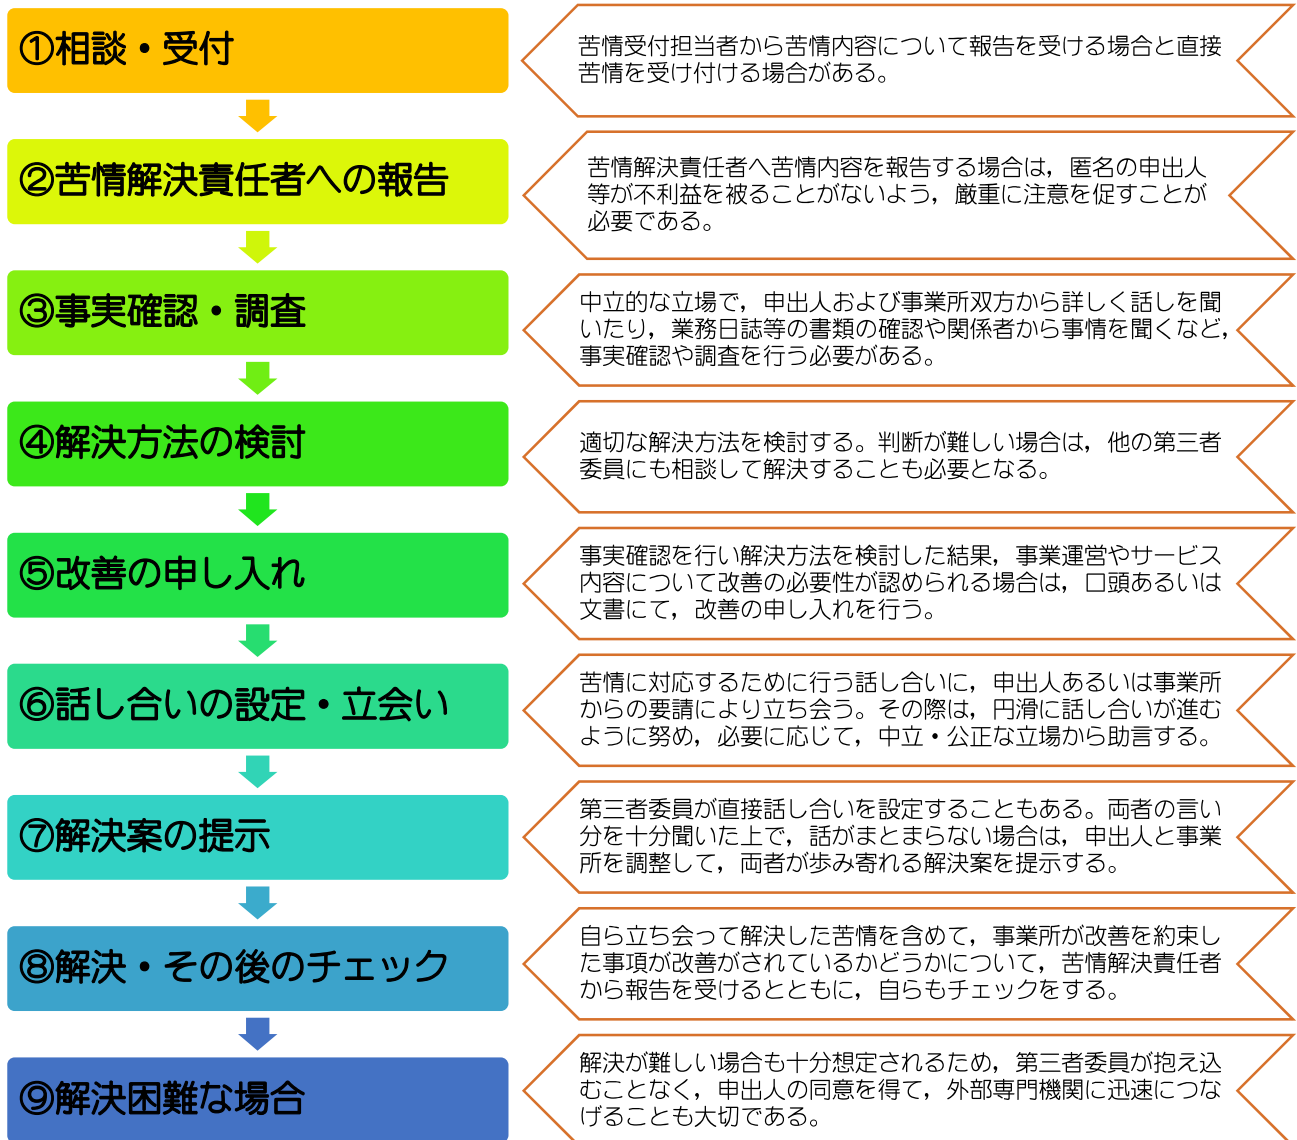 ①相談・受付
苦情受付担当者から苦情内容について報告を受ける場合と直接
苦情を受け付ける場合がある。
②苦情解決責任者への報告
苦情解決責任者へ苦情内容を報告する場合は，匿名の申出人
等が不利益を被ることがないよう，厳重に注意を促すことが
必要である。
③事実確認・調査
中立的な立場で，申出人および事業所双方から詳しく話しを聞
いたり，業務日誌等の書類の確認や関係者から事情を聞くなど，
事実確認や調査を行う必要がある。
④解決方法の検討
適切な解決方法を検討する。判断が難しい場合は，他の第三者
委員にも相談して解決することも必要となる。
⑤改善の申し入れ
事実確認を行い解決方法を検討した結果，事業運営やサービス
内容について改善の必要性が認められる場合は，口頭あるいは
文書にて，改善の申し入れを行う。
⑥話し合いの設定・立会い
苦情に対応するために行う話し合いに，申出人あるいは事業所
からの要請により立ち会う。その際は，円滑に話し合いが進む
ように努め，必要に応じて，中立・公正な立場から助言する。
⑦解決案の提示
第三者委員が直接話し合いを設定することもある。両者の言い
分を十分聞いた上で，話がまとまらない場合は，申出人と事業
所を調整して，両者が歩み寄れる解決案を提示する。
⑧解決・その後のチェック
自ら立ち会って解決した苦情を含めて，事業所が改善を約束し
た事項が改善がされているかどうかについて，苦情解決責任者
から報告を受けるとともに，自らもチェックをする。
⑨解決困難な場合
解決が難しい場合も十分想定されるため，第三者委員が抱え込
むことなく，申出人の同意を得て，外部専門機関に迅速につな
げることも大切である。